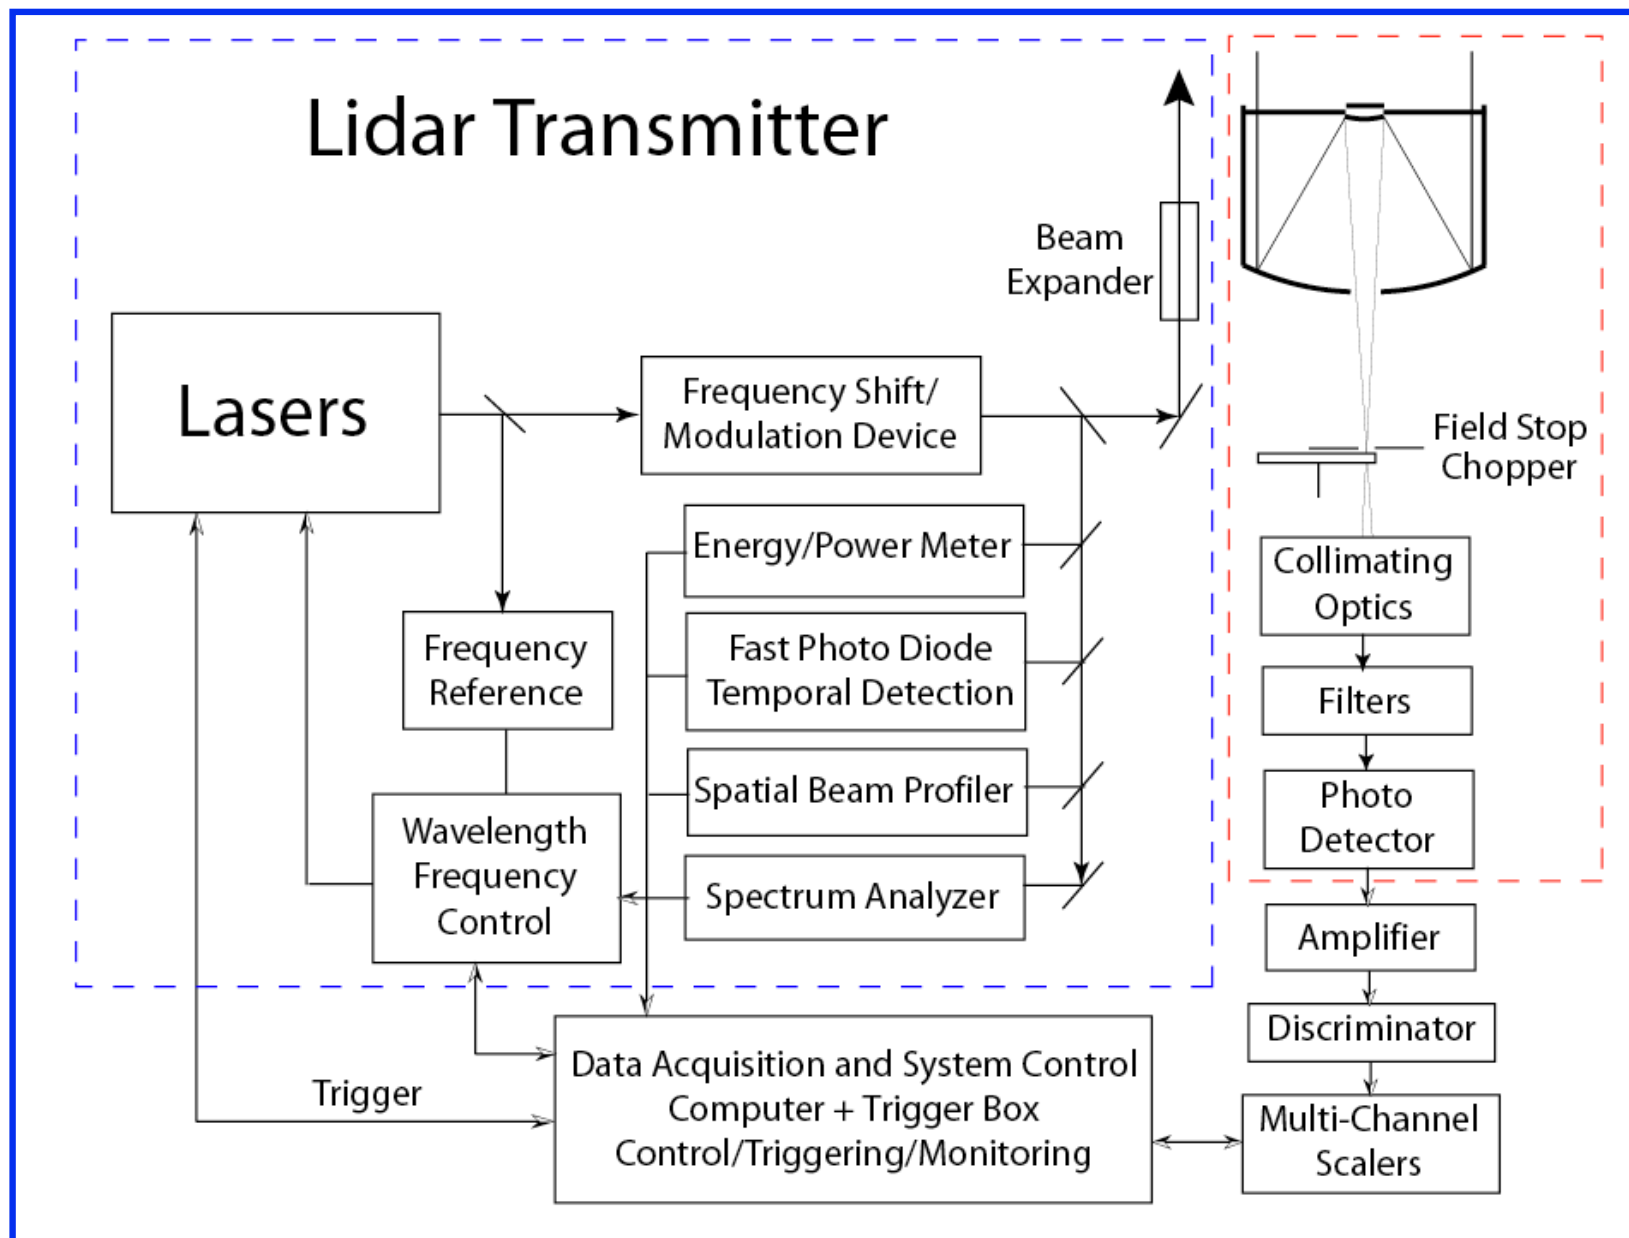 Lidar Transmitter
Beam
Expander
Lasers
Frequency Shift/
Modulation Device
Field Stop
Chopper
Energy/Power Meter
Collimating
Optics
Frequency
Reference
Fast Photo Diode
Temporal Detection
Filters
Spatial Beam Profiler
Photo
Detector
Wavelength
Frequency
Control
Spectrum Analyzer
Amplifier
Discriminator
Trigger
Data Acquisition and System Control
Computer + Trigger Box
Control/Triggering/Monitoring
Multi-Channel
Scalers